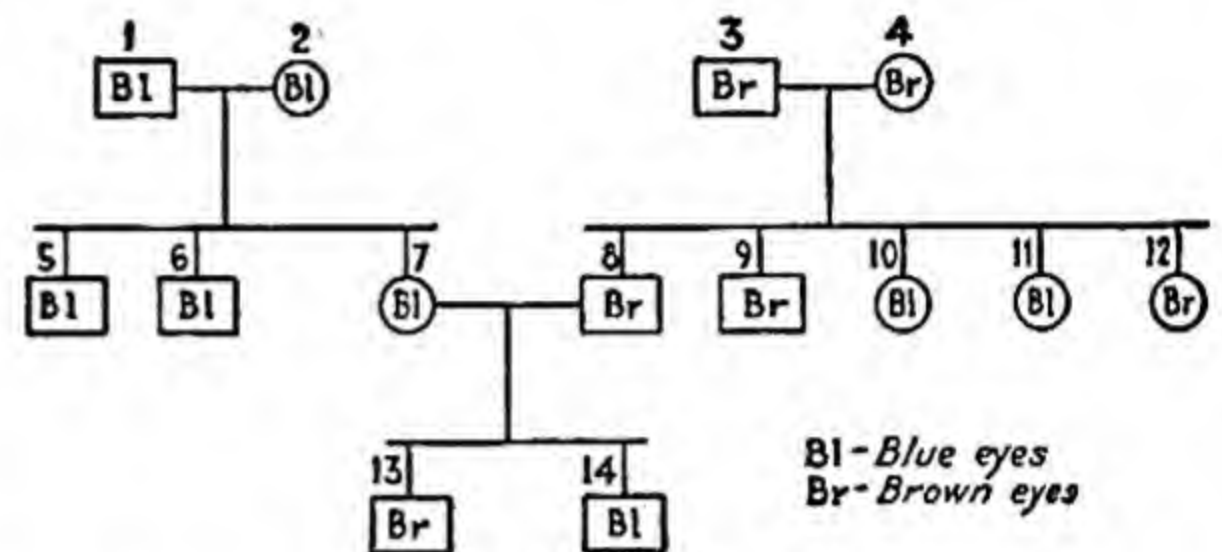 1 2 3 4
Bl Bl Br Br
5 6 7 8 9 10 11 12
Bl Bl Bl Br Br Bl Bl Br
13 14
Br Bl
Bl - Blue eyes
Br - Brown eyes